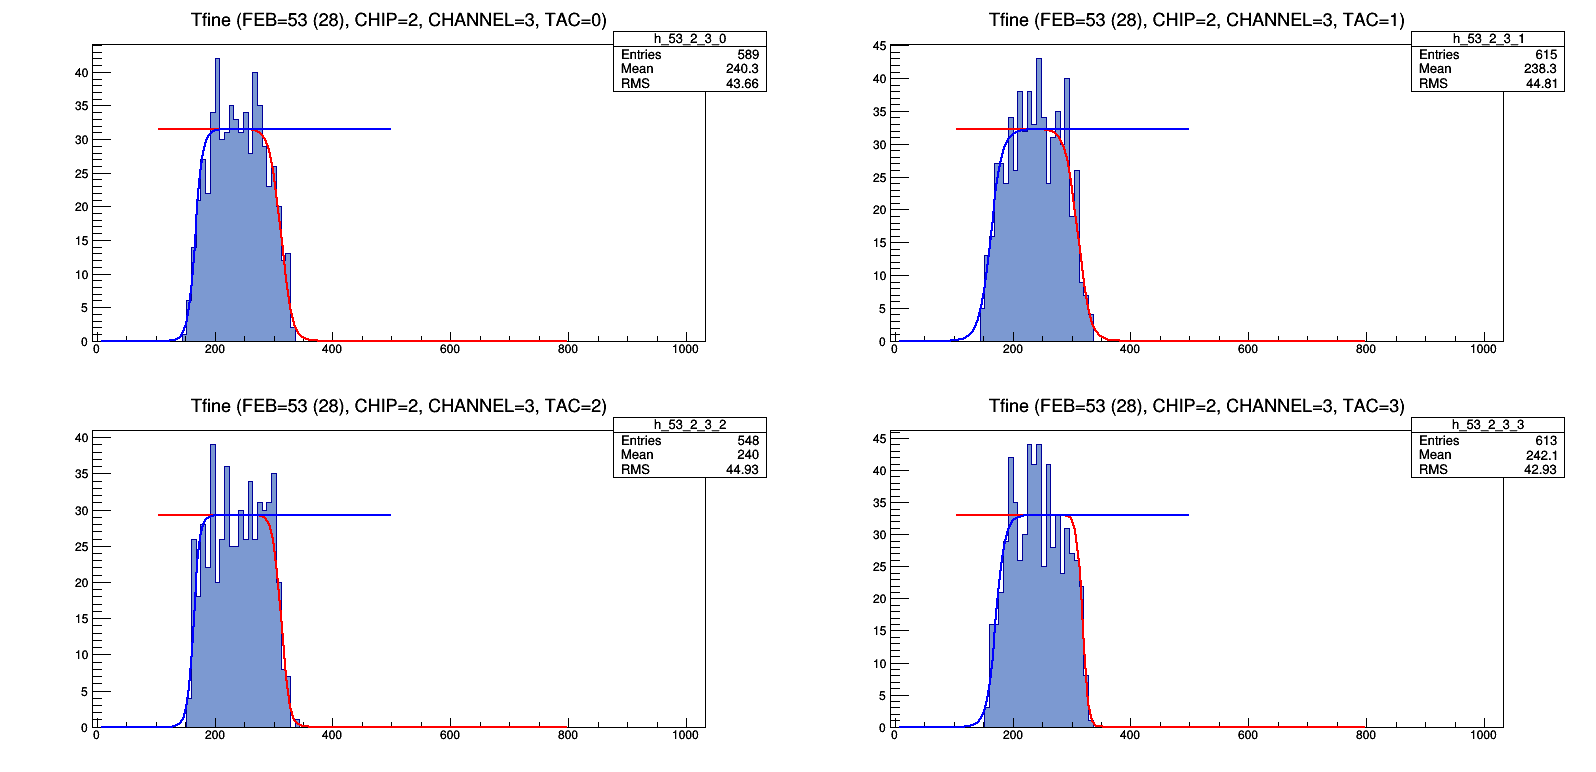 Tfine (FEB=53 (28), CHIP=2, CHANNEL=3, TAC=0)
h_53_2_3_0
Entries 589
Mean 240.3
RMS 43.66
40
35
30
25
20
15
10
5
0
0 200 400 600 800 1000
Tfine (FEB=53 (28), CHIP=2, CHANNEL=3, TAC=1)
h_53_2_3_1
Entries 615
Mean 238.3
RMS 44.81
45
40
35
30
25
20
15
10
5
0
0 200 400 600 800 1000
Tfine (FEB=53 (28), CHIP=2, CHANNEL=3, TAC=2)
h_53_2_3_2
Entries 548
Mean 240
RMS 44.93
40
35
30
25
20
15
10
5
0
0 200 400 600 800 1000
Tfine (FEB=53 (28), CHIP=2, CHANNEL=3, TAC=3)
h_53_2_3_3
Entries 613
Mean 242.1
RMS 42.93
45
40
35
30
25
20
15
10
5
0
0 200 400 600 800 1000